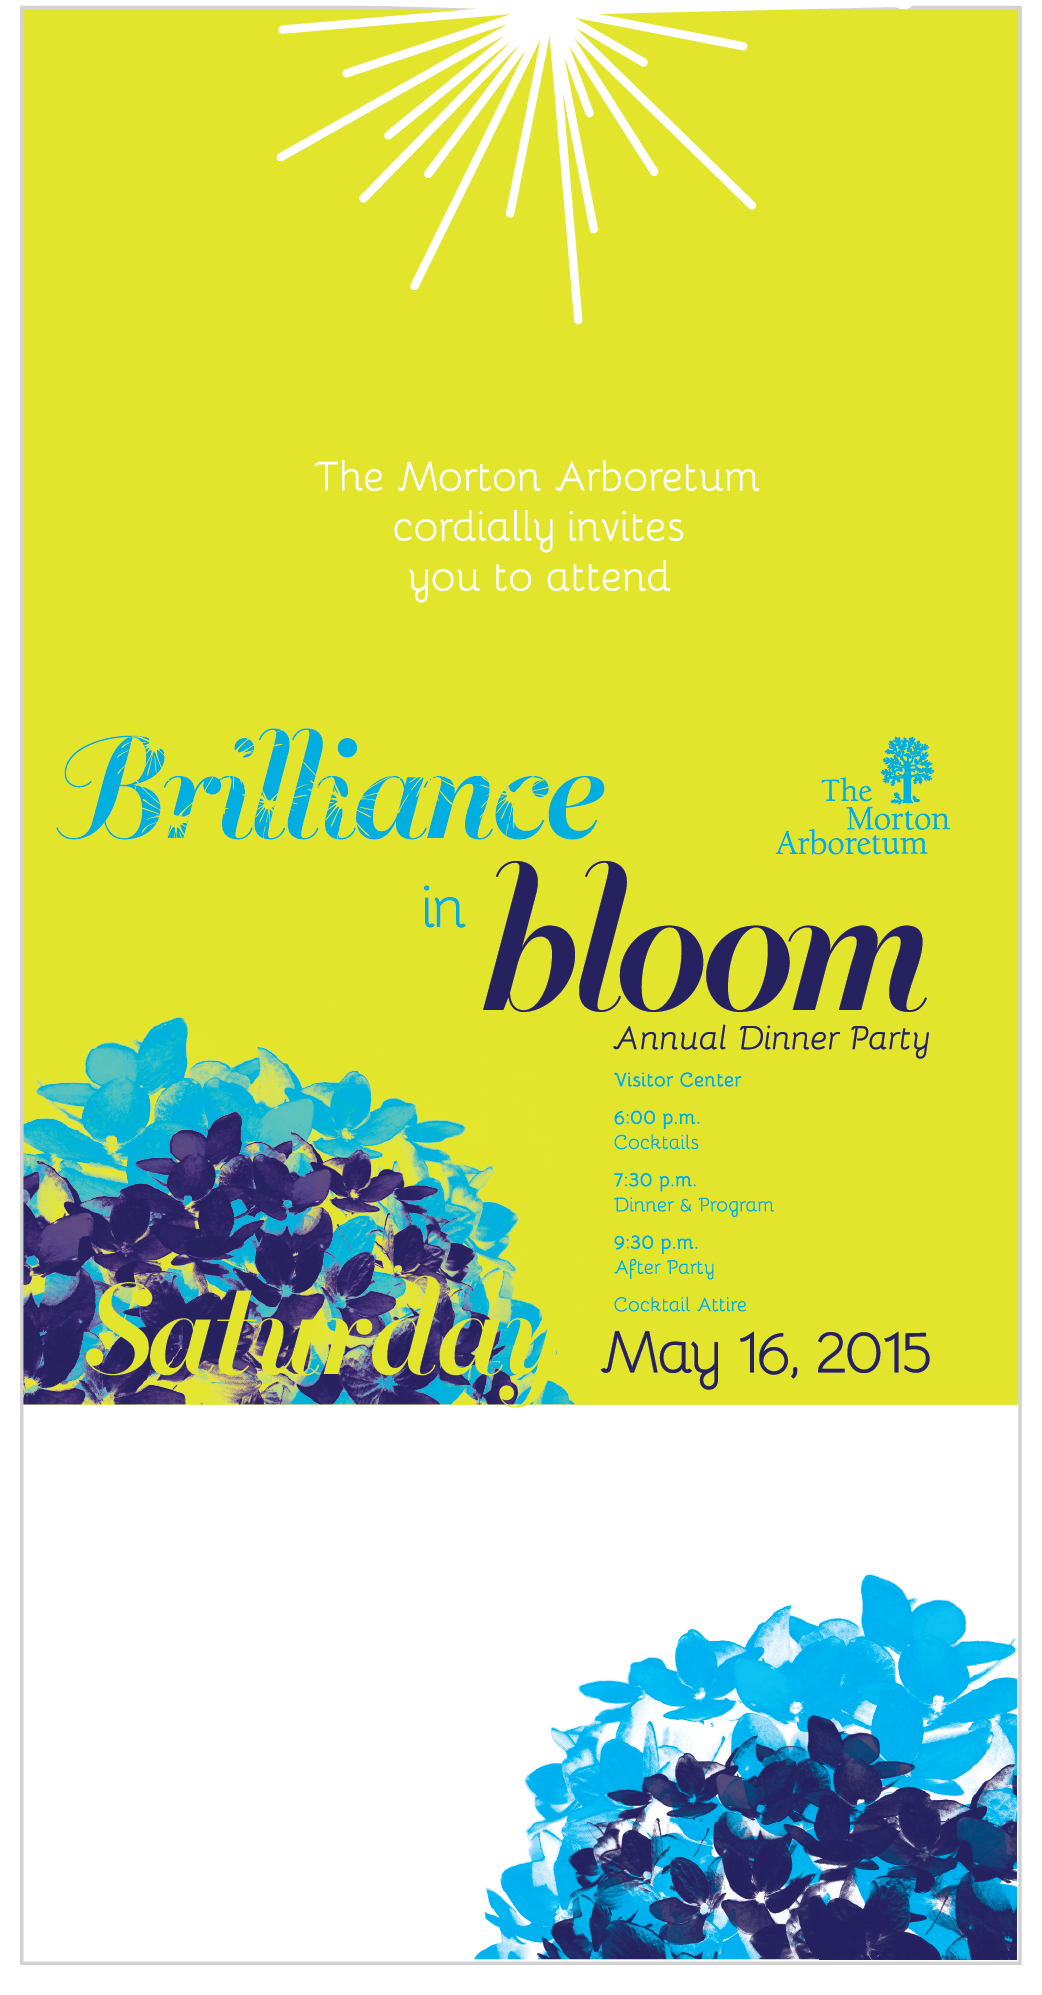 The Morton Arboretum
cordially invites
you to attend
Brilliance
The
Morton
Arboretum
in bloom
Annual Dinner Party
Visitor Center
6:00 p.m.
Cocktails
7:30 p.m.
Dinner & Program
9:30 p.m.
After Party
Cocktail Attire
Saturday May 16, 2015